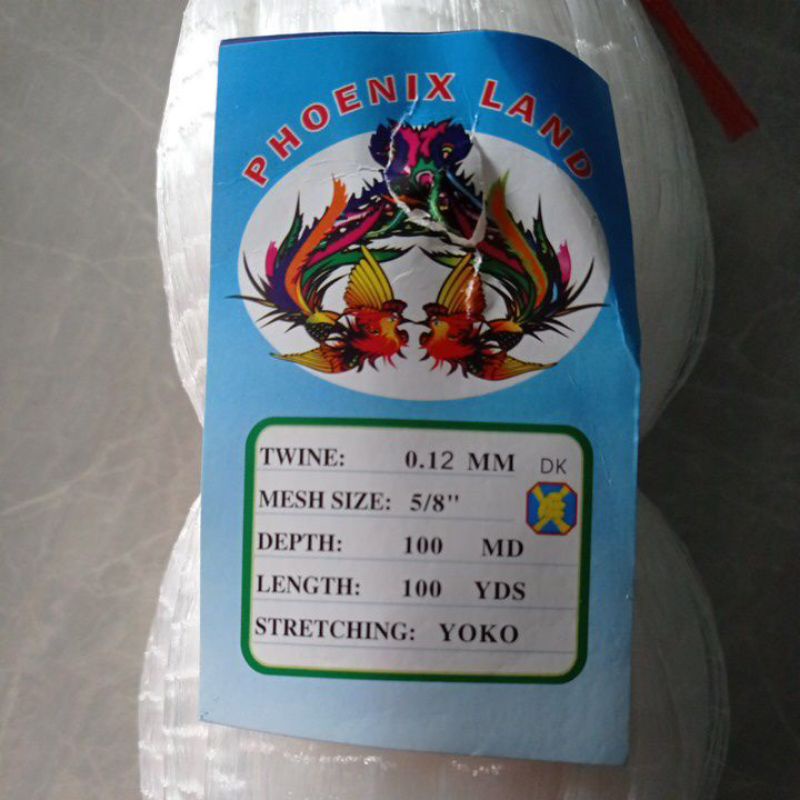 PHOENIX LAND
TWINE: 0.12 MM DK
MESH SIZE: 5/8"
DEPTH: 100 MD
LENGTH: 100 YDS
STRETCHING: YOKO